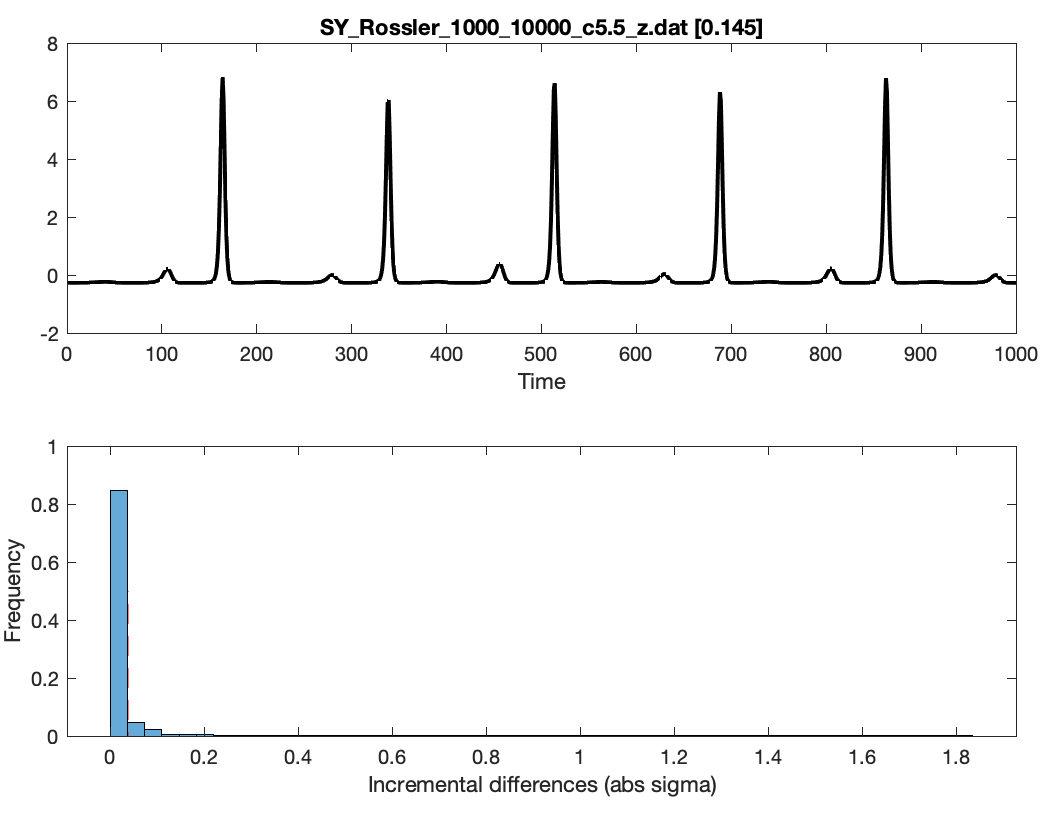 SY_Rossler_1000_10000_c5.5_z.dat [0.145]
8
6
4
2
0
-2
0 100 200 300 400 500 600 700 800 900 1000
Time
1
0.8
0.6
0.4
0.2
0
Frequency
0 0.2 0.4 0.6 0.8 1 1.2 1.4 1.6 1.8
Incremental differences (abs sigma)